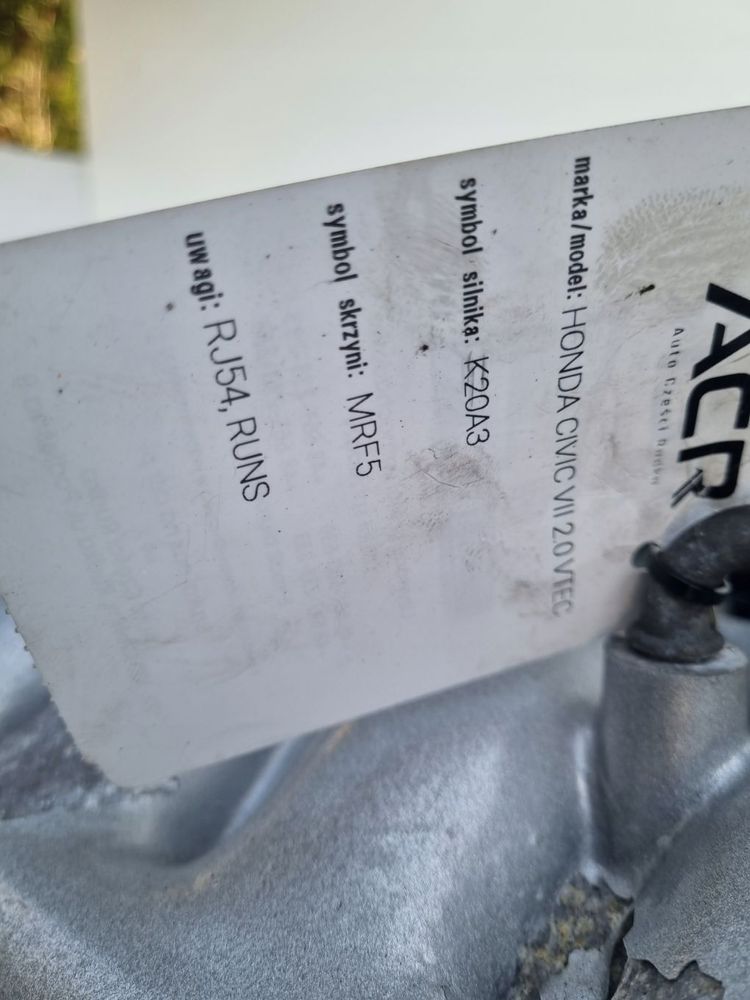 ACR
Auto Części
marka/model: HONDA CIVIC VII 2.0 VTEC
symbol silnika: K20A3
symbol skrzyni: MRF5
uwagi: RJ54, RUNS